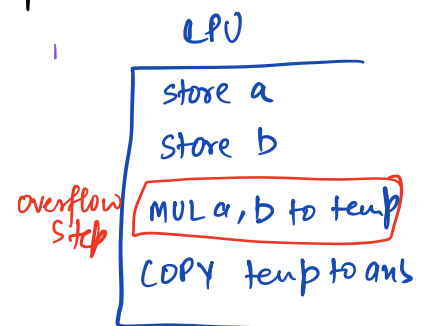 CPU
store a
store b
overflow
step
MUL a, b to temp
COPY temp to ans